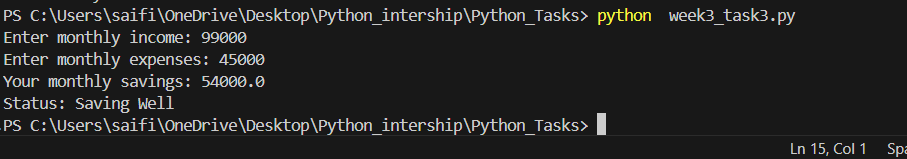 PS C:\Users\saifi\OneDrive\Desktop\Python_intership\Python_Tasks> python  week3_task3.py
Enter monthly income: 99000
Enter monthly expenses: 45000
Your monthly savings: 54000.0
Status: Saving Well
PS C:\Users\saifi\OneDrive\Desktop\Python_intership\Python_Tasks>
Ln 15, Col 1